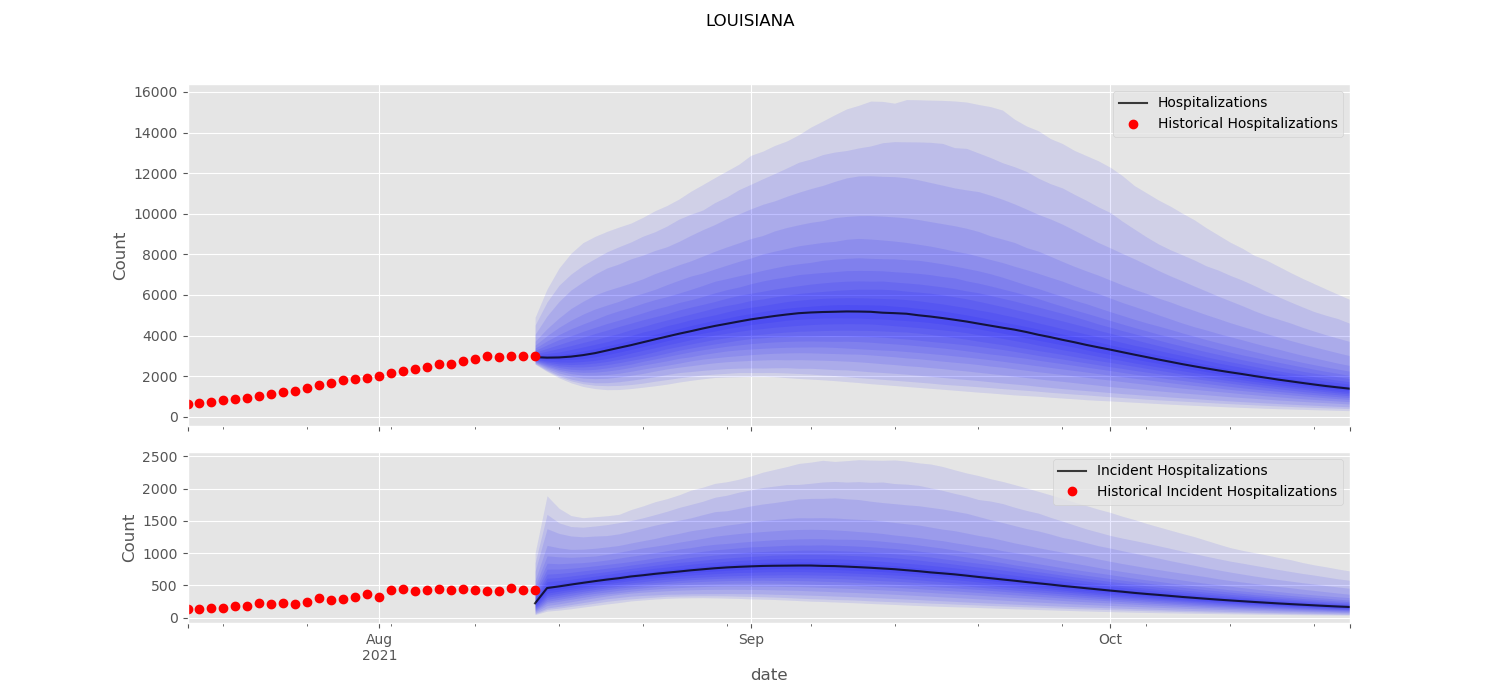 LOUISIANA
16000
14000
12000
10000
8000
6000
4000
2000
0
Count
Hospitalizations
Historical Hospitalizations
2500
2000
1500
1000
500
0
Count
Incident Hospitalizations
Historical Incident Hospitalizations
Aug
2021
Sep
Oct
date